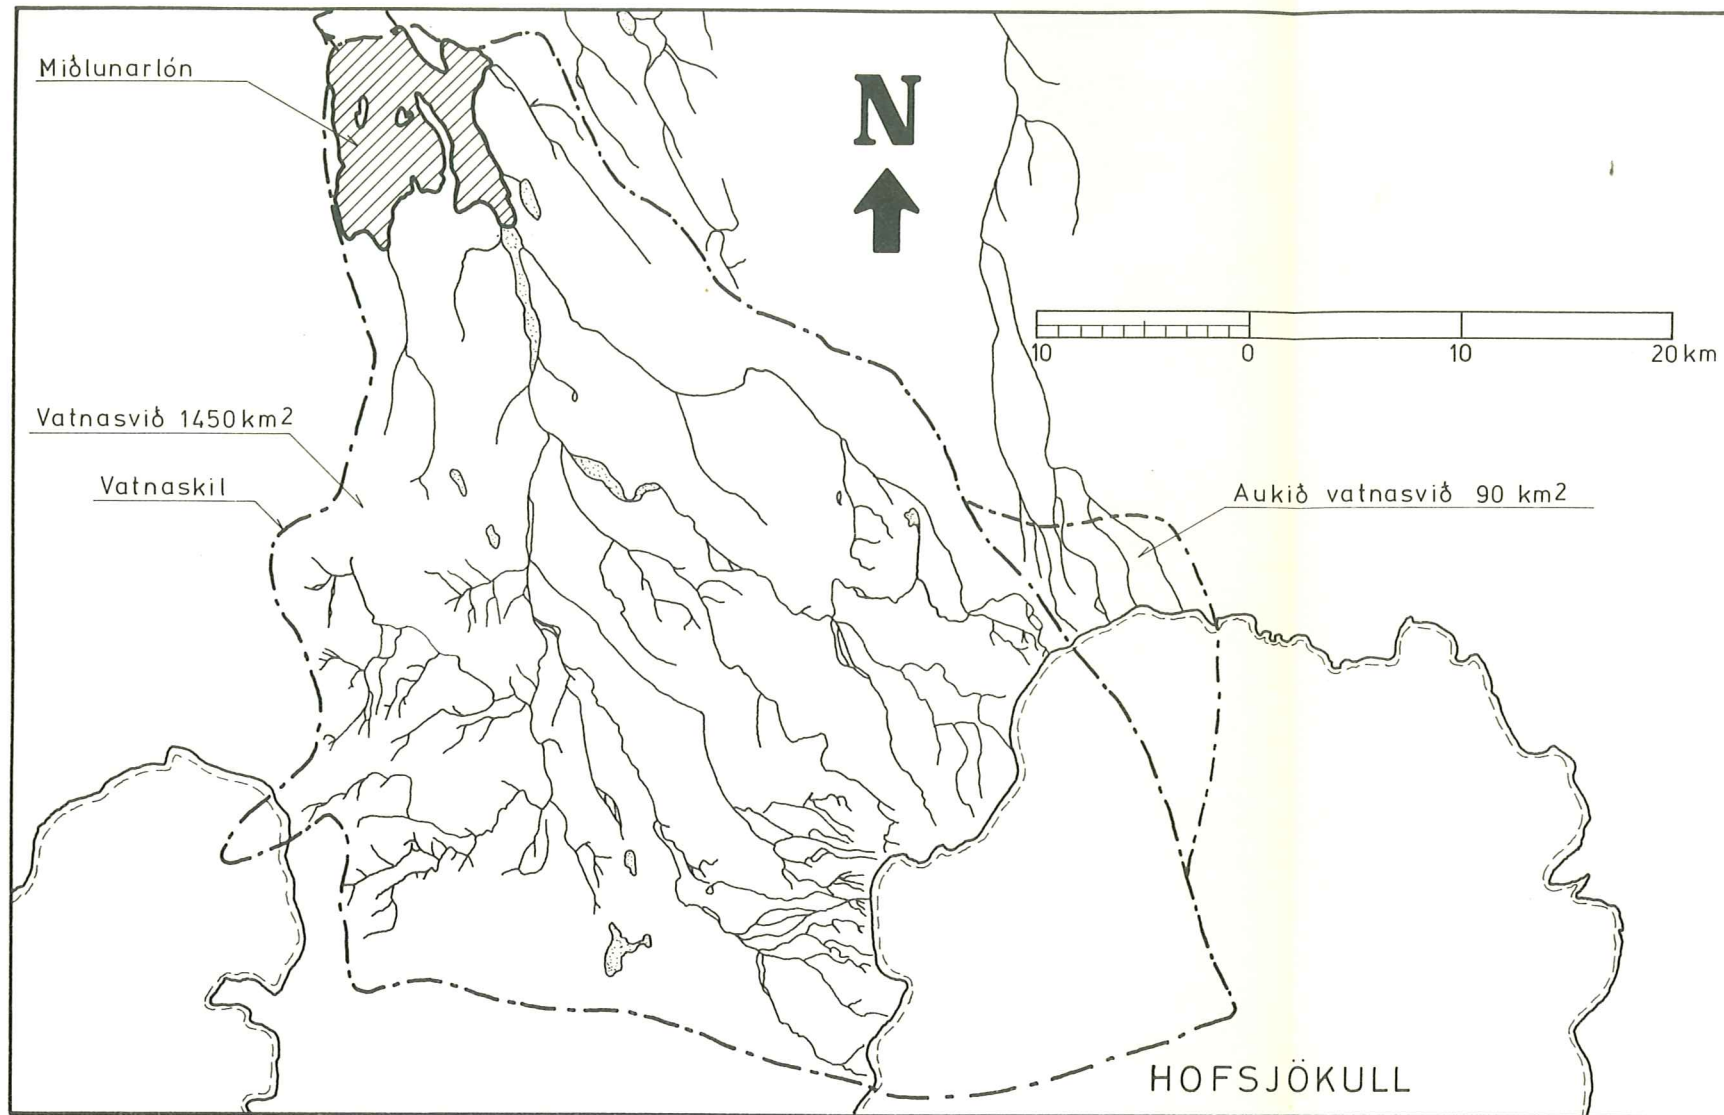 Miðlunarlón
N
10 0 10 20 km
Vatnasvið 1450 km2
Vatnaskil
Aukið vatnasvið 90 km2
HOFSJÖKULL